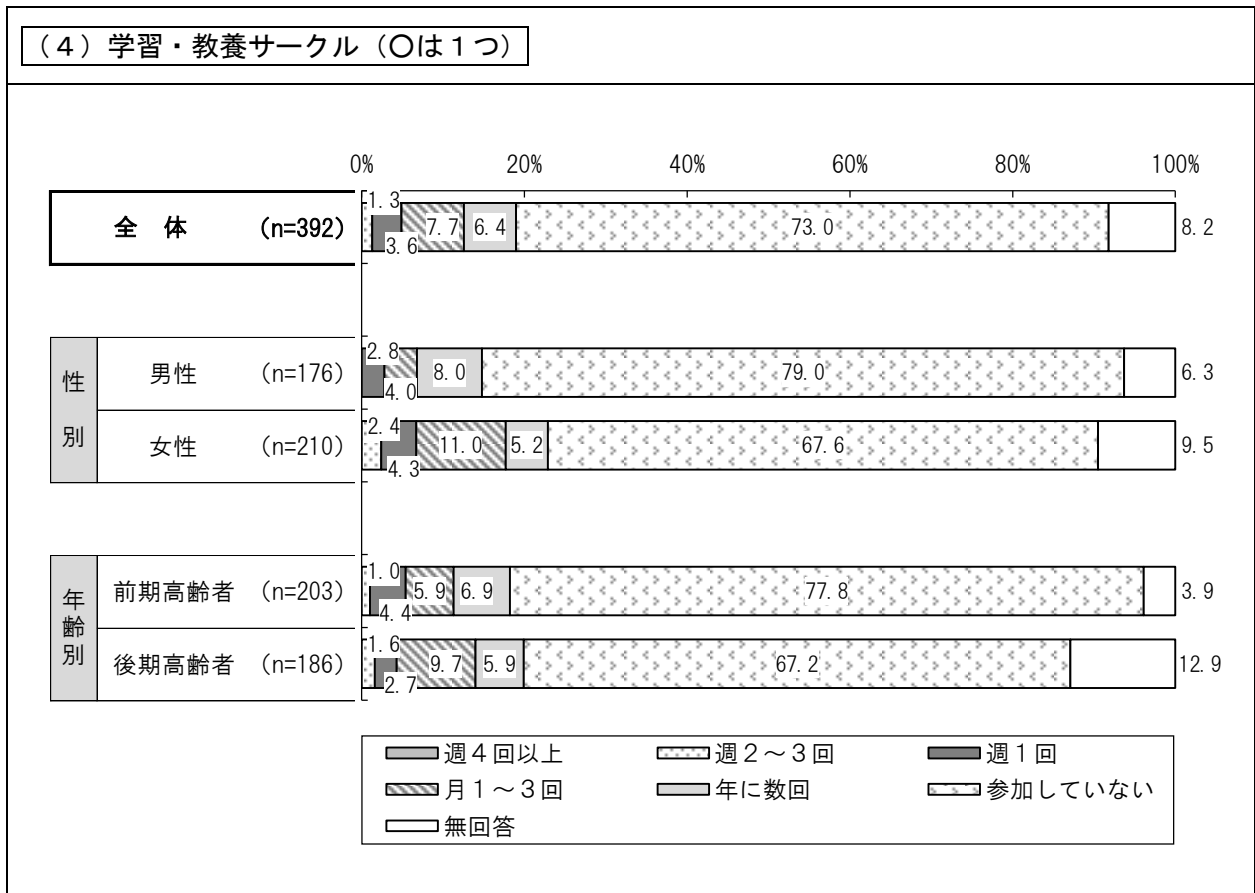 （４）学習・教養サークル（〇は１つ）
0% 20% 40% 60% 80% 100%
全 体 (n=392) 1.3 3.6 7.7 6.4 73.0 8.2
性別
男性 (n=176) 2.8 4.0 8.0 79.0 6.3
女性 (n=210) 2.4 4.3 11.0 5.2 67.6 9.5
年齢別
前期高齢者 (n=203) 1.0 4.4 5.9 6.9 77.8 3.9
後期高齢者 (n=186) 1.6 2.7 9.7 5.9 67.2 12.9
週４回以上 週２～３回 週１回
月１～３回 年に数回 参加していない
無回答